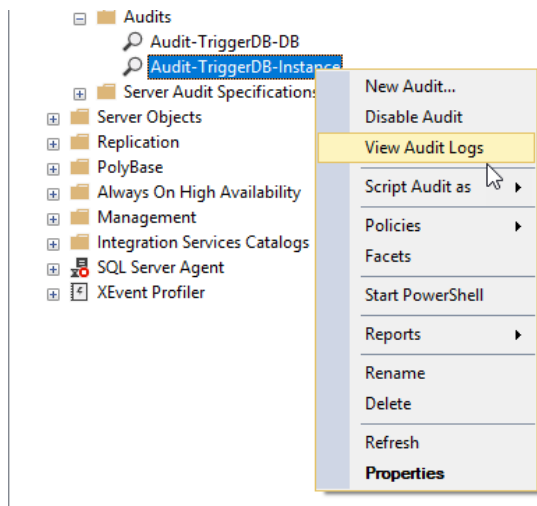 Audits
Audit-TriggerDB-DB
Audit-TriggerDB-Instance
Server Audit Specifications
Server Objects
Replication
PolyBase
Always On High Availability
Management
Integration Services Catalogs
SQL Server Agent
XEvent Profiler
New Audit...
Disable Audit
View Audit Logs
Script Audit as
Policies
Facets
Start PowerShell
Reports
Rename
Delete
Refresh
Properties